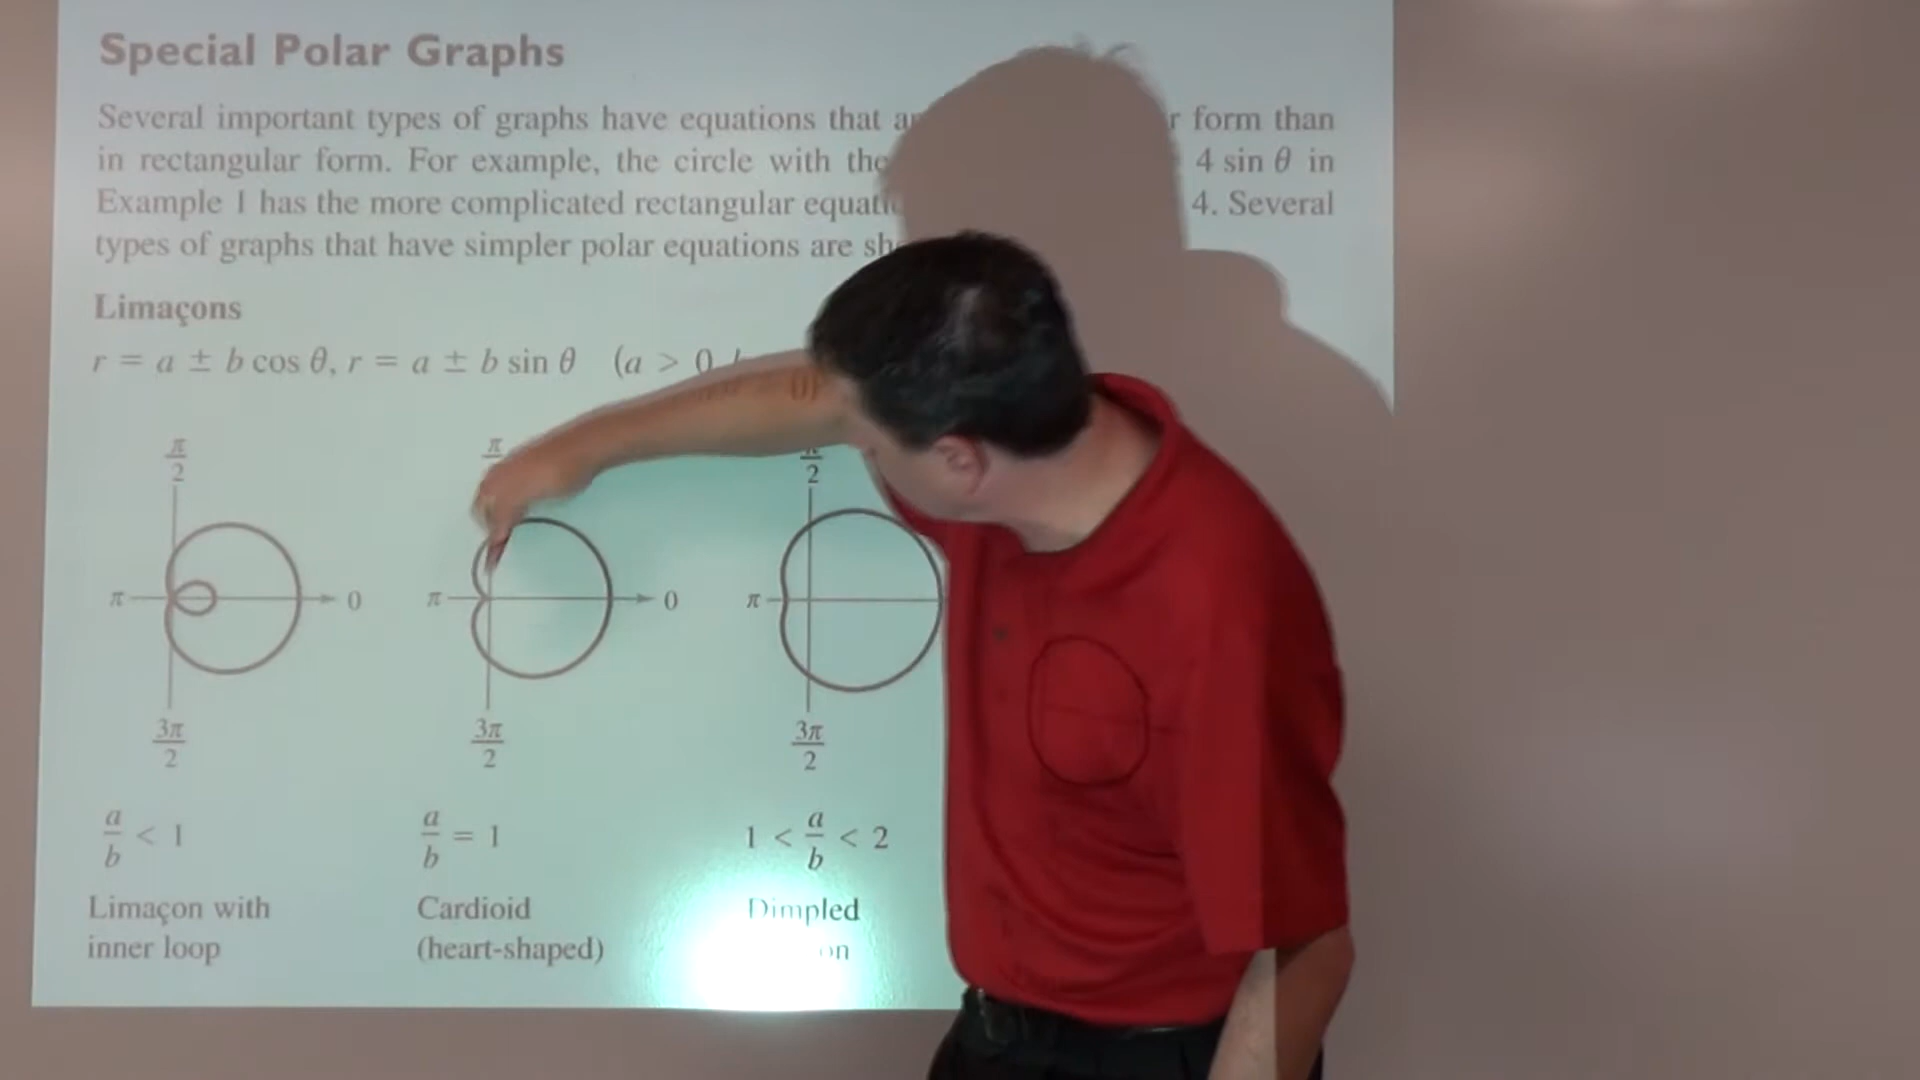 Special Polar Graphs
Several important types of graphs have equations that form than
in rectangular form. For example, the circle with the 4 sin θ in
Example 1 has the more complicated rectangular 4. Several
types of graphs that have simpler polar equations are
Limaçons
r = a ± b cos θ, r = a ± b sin θ (a > 0 0)
π/2 π π/2
π 0 π 0 π
3π/2 3π/2 3π/2
a/b < 1 a/b = 1 1 < a/b < 2
Limaçon with Cardioid Dimpled
inner loop (heart-shaped)